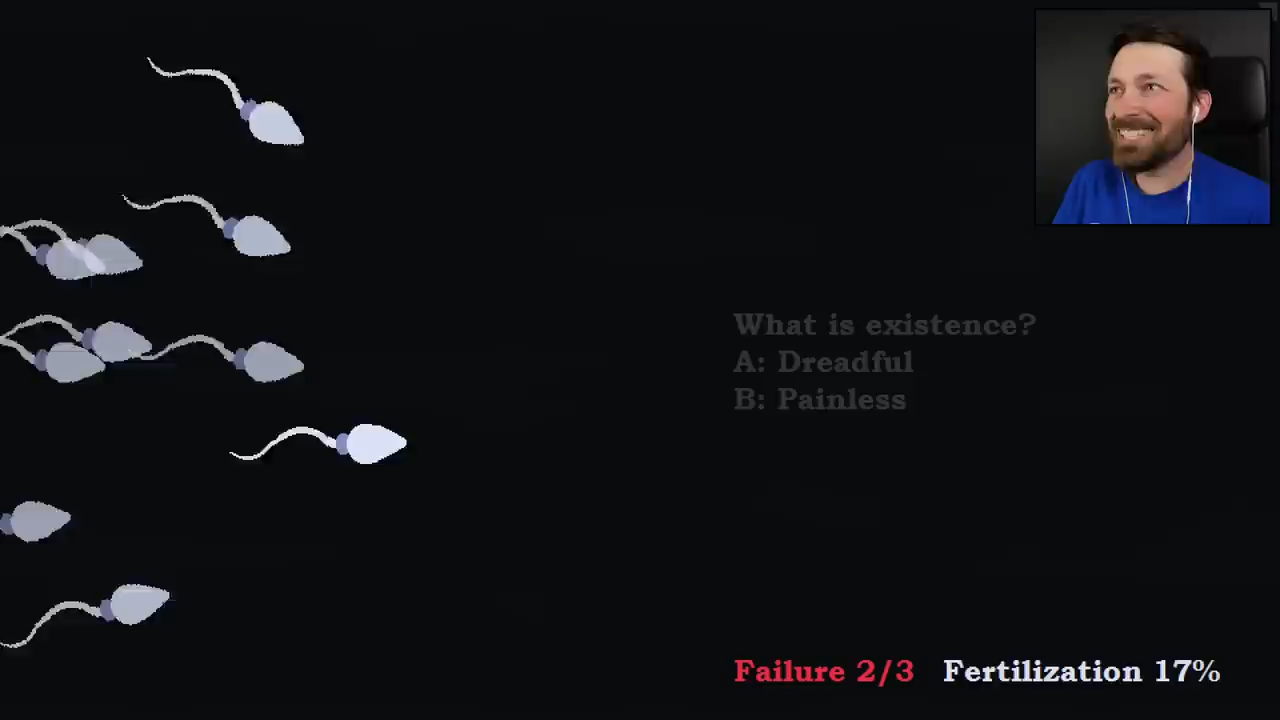 What is existence?
A: Dreadful
B: Painless
Failure 2/3 Fertilization 17%